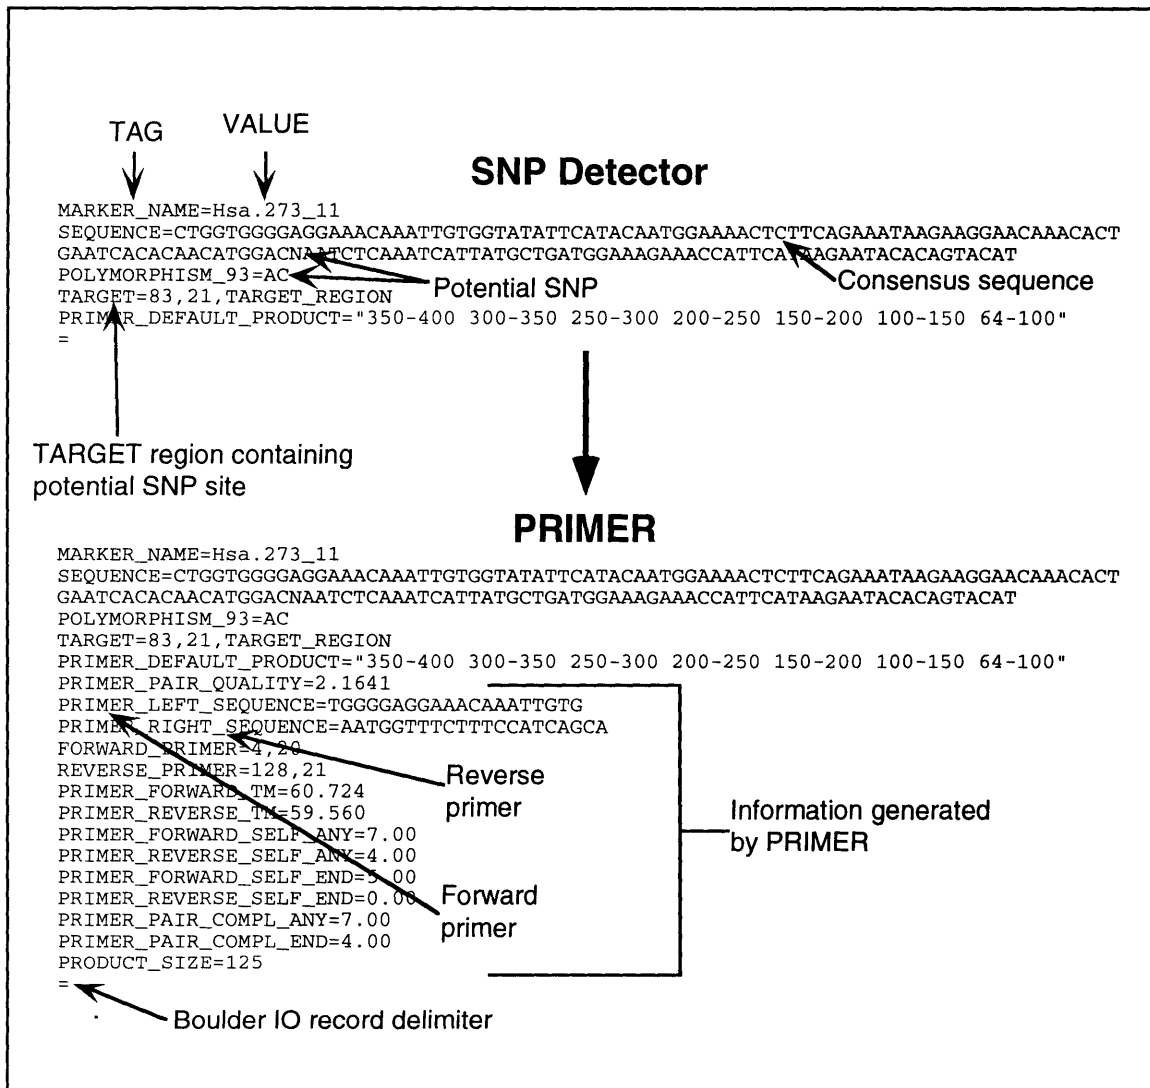 TAG
VALUE
SNP Detector
MARKER_NAME=Hsa.273_11
SEQUENCE=CTGGTGGGGAGGAAACAAATTGTGGTATATTCATACAATGGAAAACTCTTCAGAAATAAGAAGGAACAAACACT
GAATCACACAACATGGACNAATCTCAAATCATTATGCTGATGGAAAGAAACCATTCATAAGAATACACAGTACAT
POLYMORPHISM_93=AC
Potential SNP
Consensus sequence
TARGET=83,21,TARGET_REGION
PRIMER_DEFAULT_PRODUCT="350-400 300-350 250-300 200-250 150-200 100-150 64-100"
=
TARGET region containing
potential SNP site
PRIMER
MARKER_NAME=Hsa.273_11
SEQUENCE=CTGGTGGGGAGGAAACAAATTGTGGTATATTCATACAATGGAAAACTCTTCAGAAATAAGAAGGAACAAACACT
GAATCACACAACATGGACNAATCTCAAATCATTATGCTGATGGAAAGAAACCATTCATAAGAATACACAGTACAT
POLYMORPHISM_93=AC
TARGET=83,21,TARGET_REGION
PRIMER_DEFAULT_PRODUCT="350-400 300-350 250-300 200-250 150-200 100-150 64-100"
PRIMER_PAIR_QUALITY=2.1641
PRIMER_LEFT_SEQUENCE=TGGGGAGGAAACAAATTGTG
PRIMER_RIGHT_SEQUENCE=AATGGTTTCTTTCCATCAGCA
FORWARD_PRIMER=4,20
REVERSE_PRIMER=128,21
PRIMER_FORWARD_TM=60.724
PRIMER_REVERSE_TM=59.560
PRIMER_FORWARD_SELF_ANY=7.00
PRIMER_REVERSE_SELF_ANY=4.00
PRIMER_FORWARD_SELF_END=5.00
PRIMER_REVERSE_SELF_END=0.00
PRIMER_PAIR_COMPL_ANY=7.00
PRIMER_PAIR_COMPL_END=4.00
PRODUCT_SIZE=125
=
Reverse
primer
Forward
primer
Information generated
by PRIMER
Boulder IO record delimiter